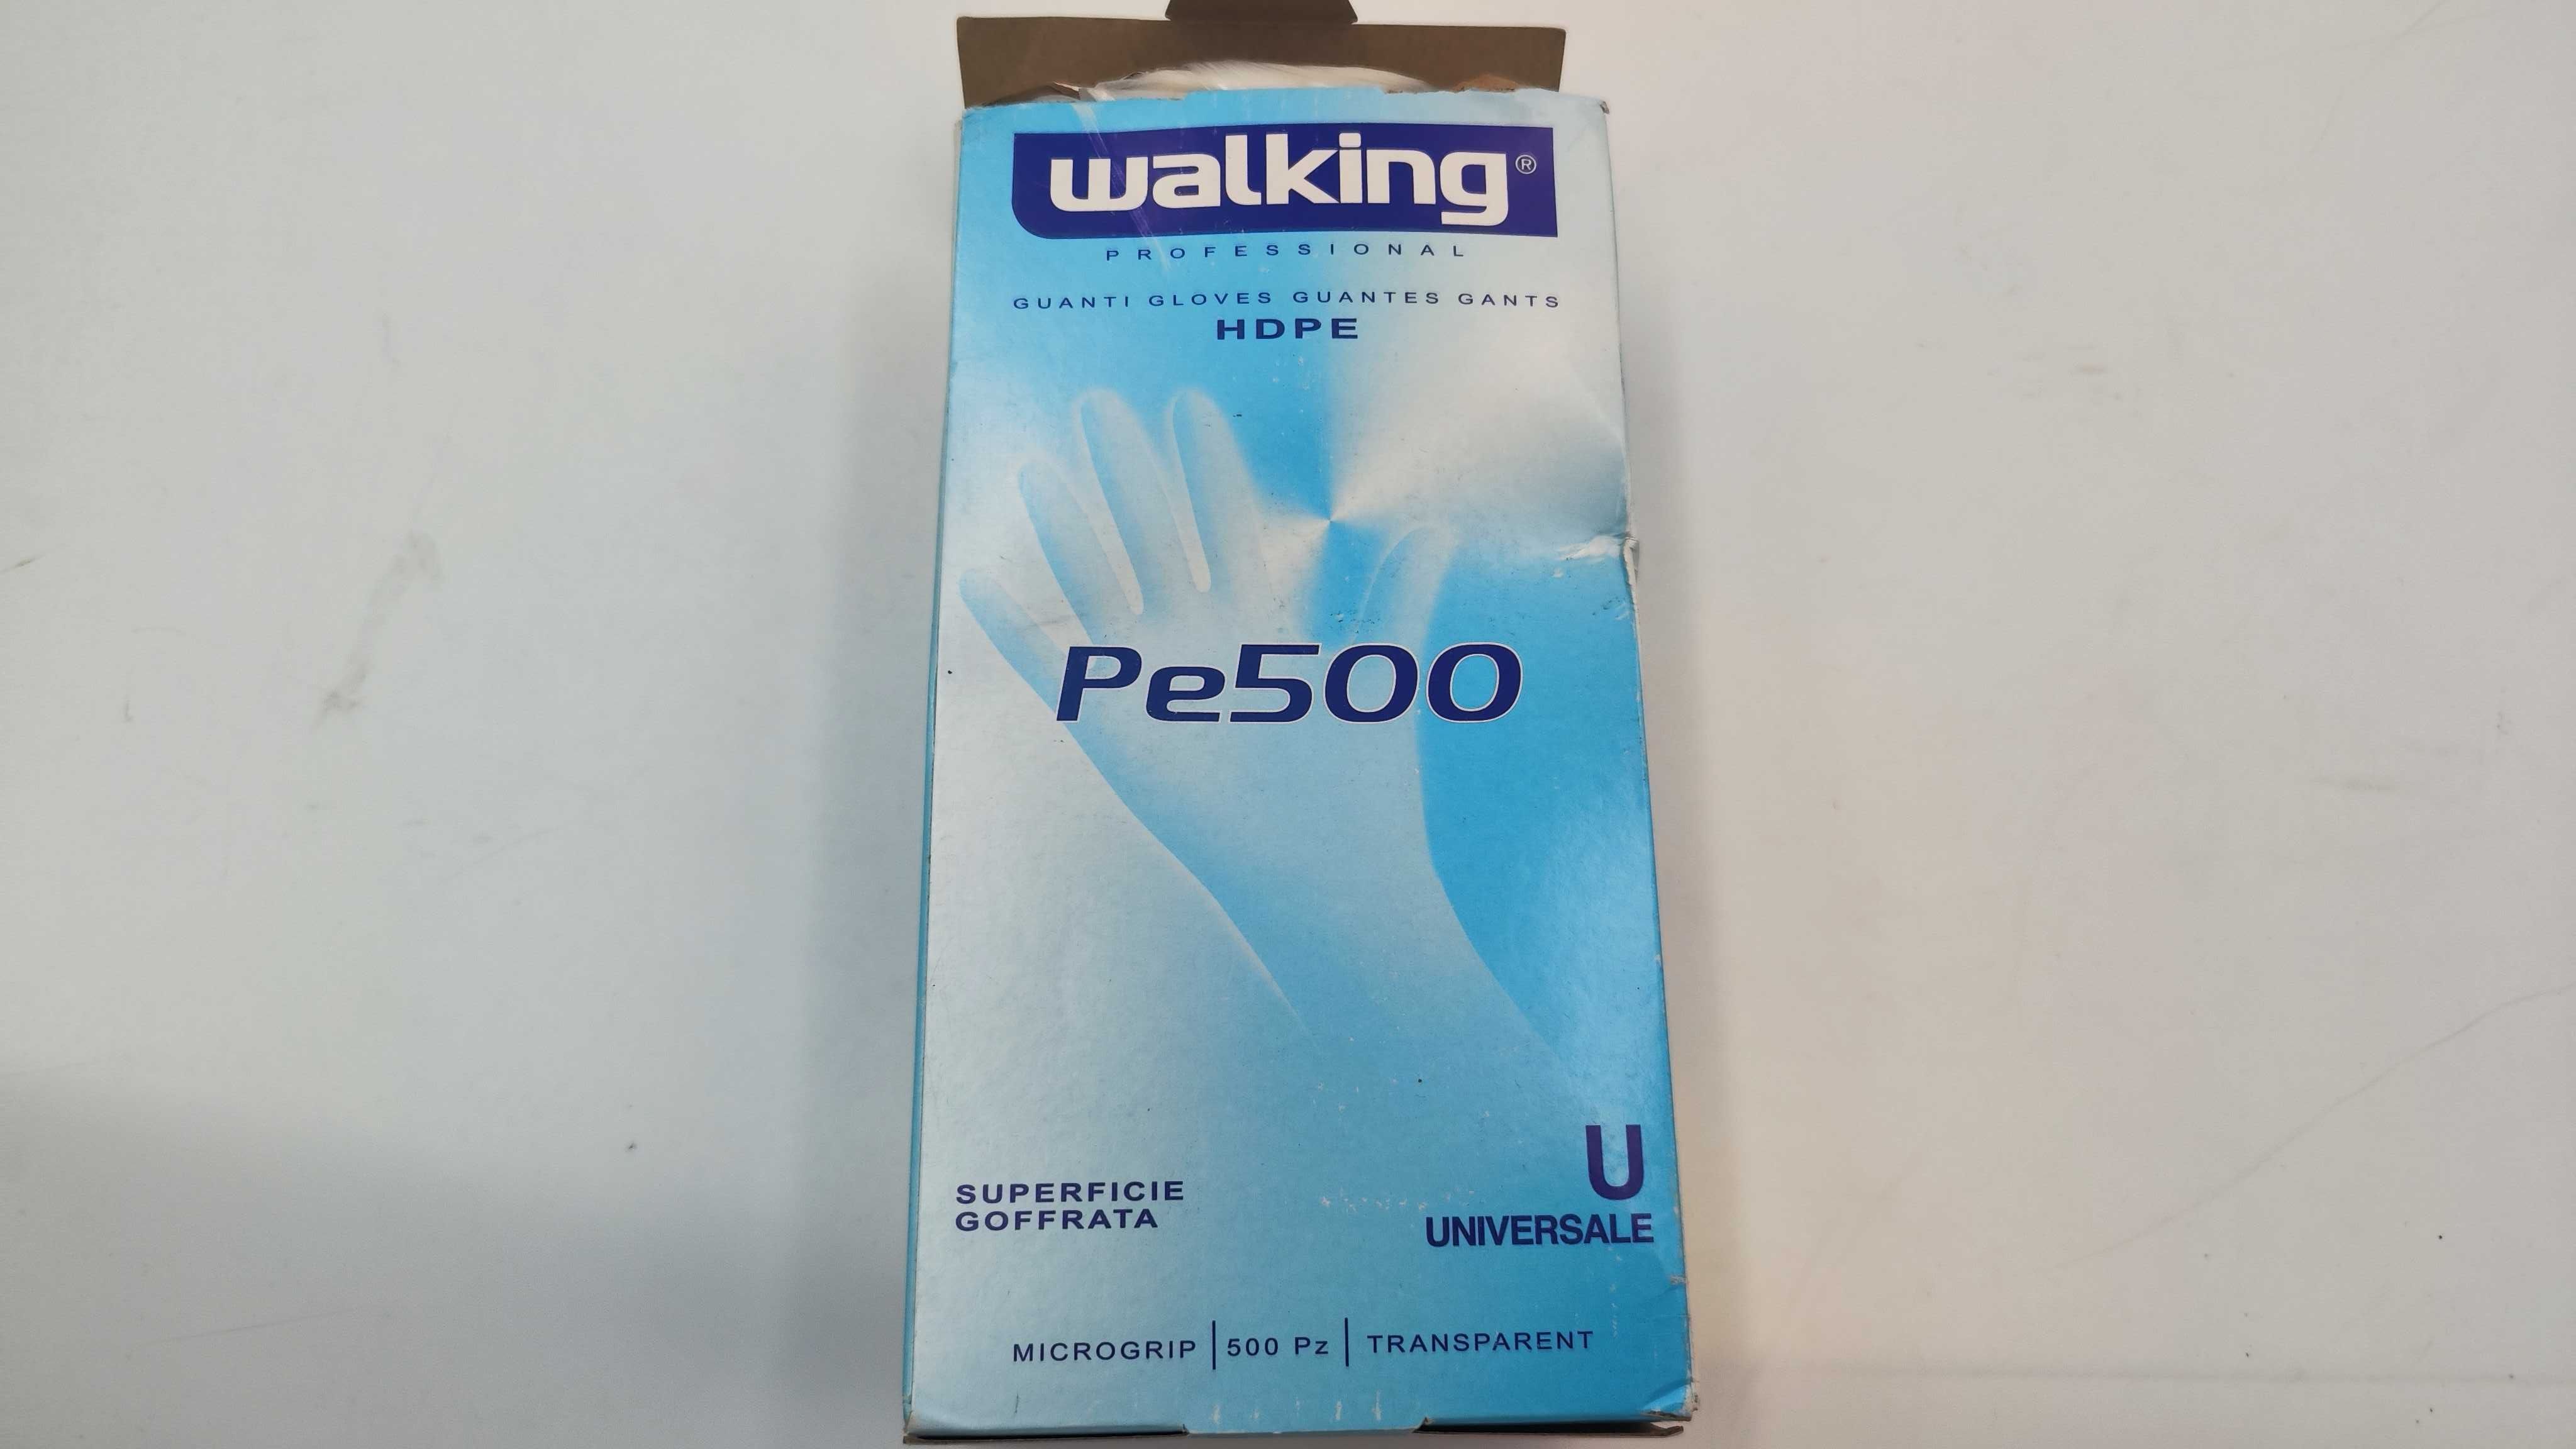 walking®
PROFESSIONAL
GUANTI GLOVES GUANTES GANTS
HDPE
Pe500
SUPERFICIE
GOFFRATA
U
UNIVERSALE
MICROGRIP | 500 Pz | TRANSPARENT